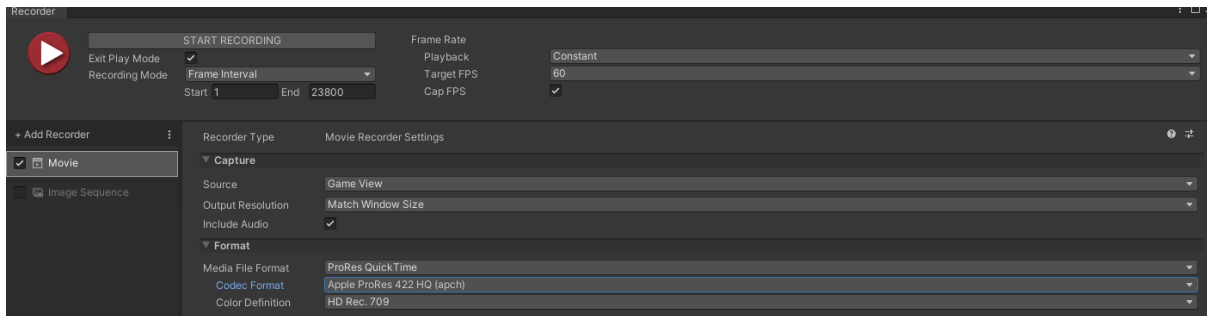 Recorder
START RECORDING
Exit Play Mode
Recording Mode Frame Interval
Start 1 End 23800
Frame Rate
Playback Constant
Target FPS 60
Cap FPS
+ Add Recorder
Movie
Image Sequence
Recorder Type Movie Recorder Settings
Capture
Source Game View
Output Resolution Match Window Size
Include Audio
Format
Media File Format ProRes QuickTime
Codec Format Apple ProRes 422 HQ (apch)
Color Definition HD Rec. 709